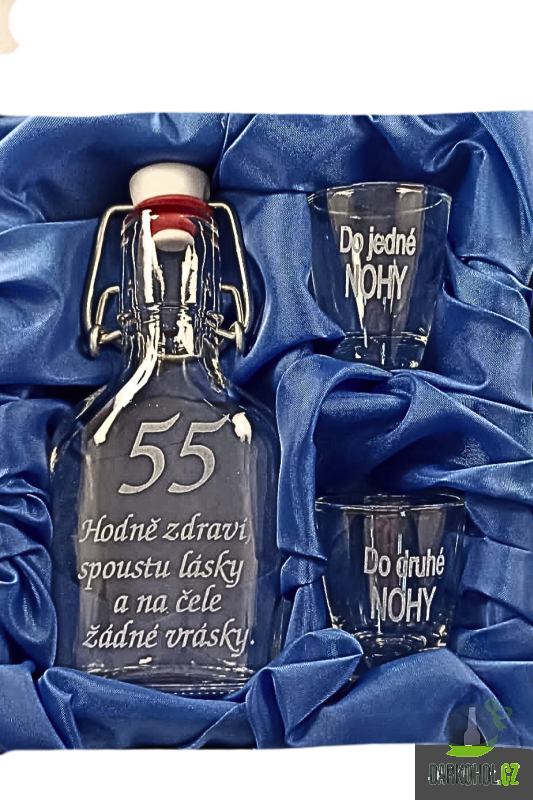 55
Hodně zdraví,
spoustu lásky
a na čele
žádné vrásky.
Do jedné
NOHY
Do druhé
NOHY
DARKOHOL.CZ